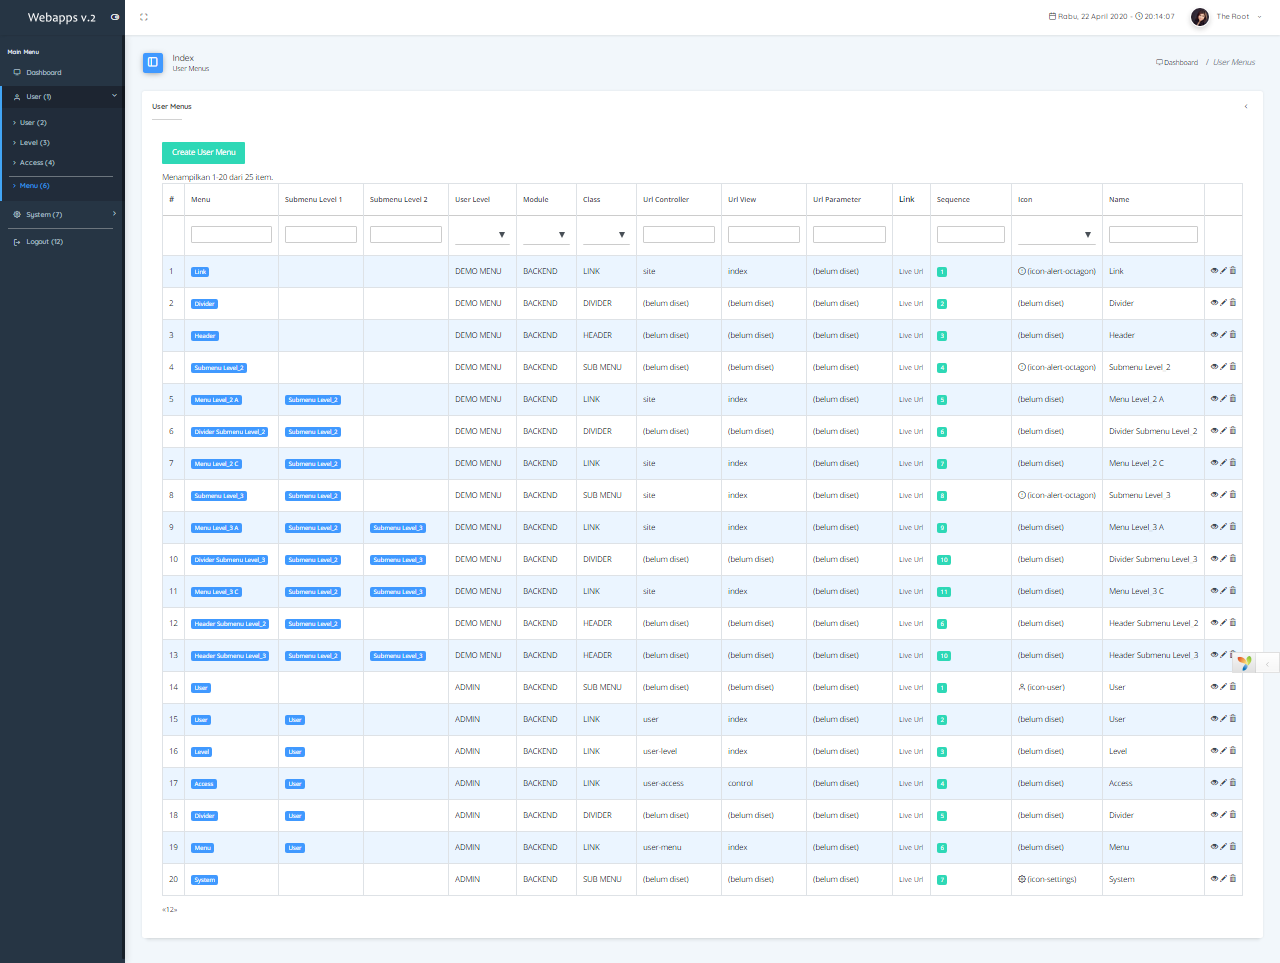 Webapps v.2
Rabu, 22 April 2020 - 20:14:07 The Root
Main Menu
Dashboard
User (1)
User (2)
Level (3)
Access (4)
Menu (6)
System (7)
Logout (12)
Index
User Menus
Dashboard / User Menus
User Menus
Create User Menu
Menampilkan 1-20 dari 25 item.
# Menu Submenu Level 1 Submenu Level 2 User Level Module Class Url Controller Url View Url Parameter Link Sequence Icon Name
1 Link DEMO MENU BACKEND LINK site index (belum diset) Live Url 1 (icon-alert-octagon) Link
2 Divider DEMO MENU BACKEND DIVIDER (belum diset) (belum diset) (belum diset) Live Url 2 (belum diset) Divider
3 Header DEMO MENU BACKEND HEADER (belum diset) (belum diset) (belum diset) Live Url 3 (belum diset) Header
4 Submenu Level_2 DEMO MENU BACKEND SUB MENU (belum diset) (belum diset) (belum diset) Live Url 4 (icon-alert-octagon) Submenu Level_2
5 Menu Level_2 A Submenu Level_2 DEMO MENU BACKEND LINK site index (belum diset) Live Url 5 (belum diset) Menu Level_2 A
6 Divider Submenu Level_2 Submenu Level_2 DEMO MENU BACKEND DIVIDER (belum diset) (belum diset) (belum diset) Live Url 6 (belum diset) Divider Submenu Level_2
7 Menu Level_2 C Submenu Level_2 DEMO MENU BACKEND LINK site index (belum diset) Live Url 7 (belum diset) Menu Level_2 C
8 Submenu Level_3 Submenu Level_2 DEMO MENU BACKEND SUB MENU site index (belum diset) Live Url 8 (icon-alert-octagon) Submenu Level_3
9 Menu Level_3 A Submenu Level_2 Submenu Level_3 DEMO MENU BACKEND LINK site index (belum diset) Live Url 9 (belum diset) Menu Level_3 A
10 Divider Submenu Level_3 Submenu Level_2 Submenu Level_3 DEMO MENU BACKEND DIVIDER (belum diset) (belum diset) (belum diset) Live Url 10 (belum diset) Divider Submenu Level_3
11 Menu Level_3 C Submenu Level_2 Submenu Level_3 DEMO MENU BACKEND LINK site index (belum diset) Live Url 11 (belum diset) Menu Level_3 C
12 Header Submenu Level_2 Submenu Level_2 DEMO MENU BACKEND HEADER (belum diset) (belum diset) (belum diset) Live Url 6 (belum diset) Header Submenu Level_2
13 Header Submenu Level_3 Submenu Level_2 Submenu Level_3 DEMO MENU BACKEND HEADER (belum diset) (belum diset) (belum diset) Live Url 10 (belum diset) Header Submenu Level_3
14 User ADMIN BACKEND SUB MENU (belum diset) (belum diset) (belum diset) Live Url 1 (icon-user) User
15 User User ADMIN BACKEND LINK user index (belum diset) Live Url 2 (belum diset) User
16 Level User ADMIN BACKEND LINK user-level index (belum diset) Live Url 3 (belum diset) Level
17 Access User ADMIN BACKEND LINK user-access control (belum diset) Live Url 4 (belum diset) Access
18 Divider User ADMIN BACKEND DIVIDER (belum diset) (belum diset) (belum diset) Live Url 5 (belum diset) Divider
19 Menu User ADMIN BACKEND LINK user-menu index (belum diset) Live Url 6 (belum diset) Menu
20 System ADMIN BACKEND SUB MENU (belum diset) (belum diset) (belum diset) Live Url 7 (icon-settings) System
«12»